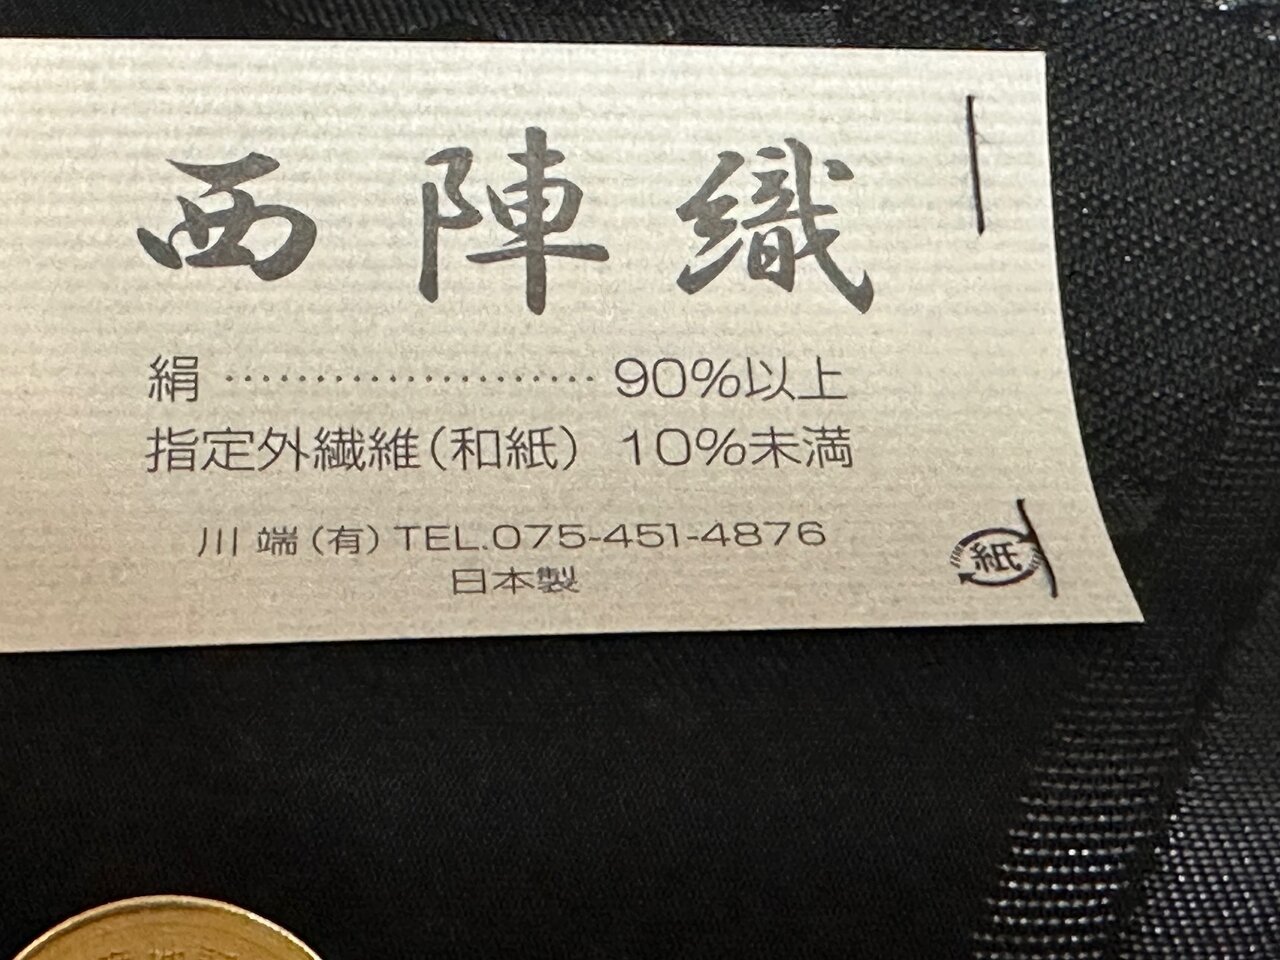 西陣織
絹 ………………… 90%以上
指定外繊維(和紙) 10%未満
川端(有) TEL.075-451-4876
日本製
紙